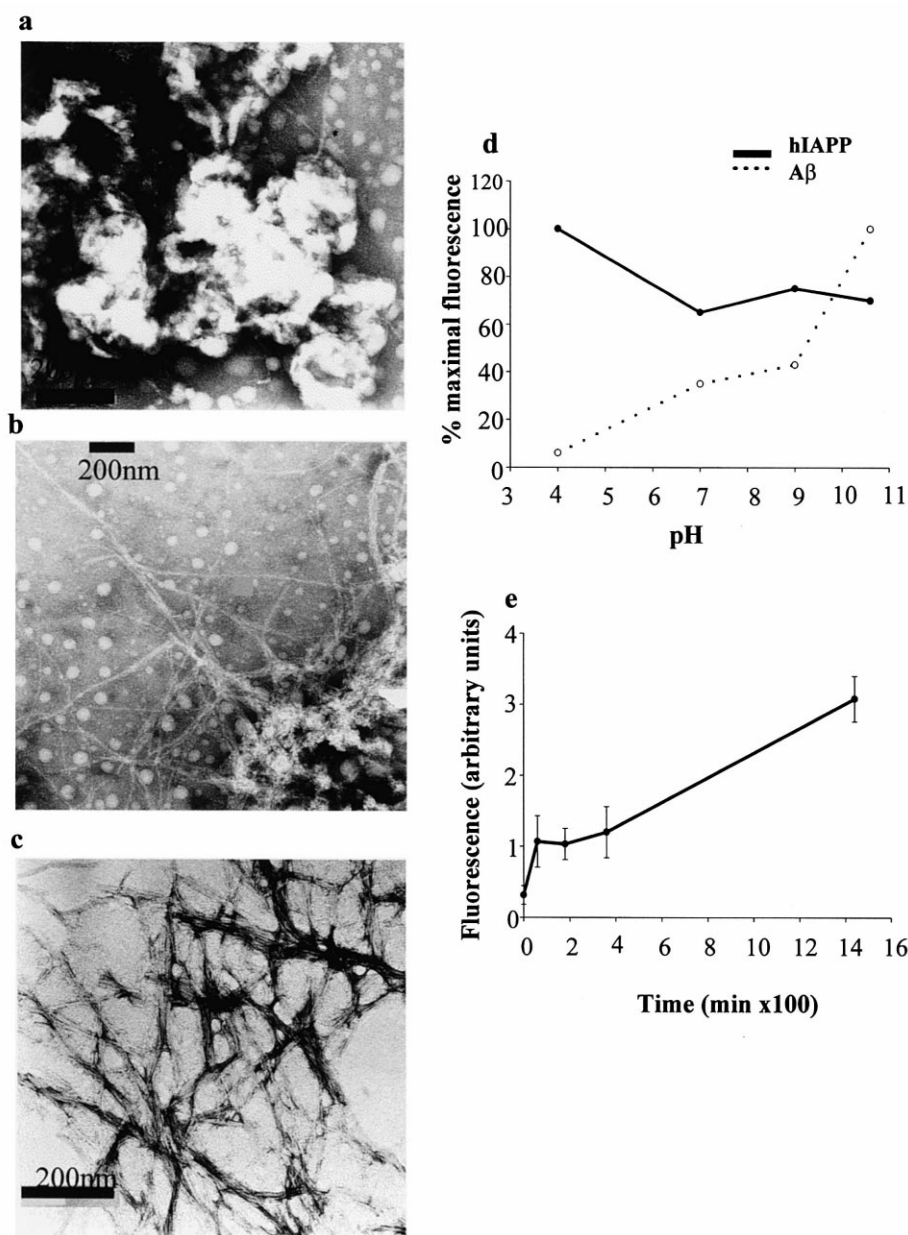 a
b
200nm
c
200nm
d
hIAPP
Aβ
120
100
80
60
40
20
0
3 4 5 6 7 8 9 10 11
% maximal fluorescence
pH
e
4
3
2
1
0
0 2 4 6 8 10 12 14 16
Fluorescence (arbitrary units)
Time (min x100)